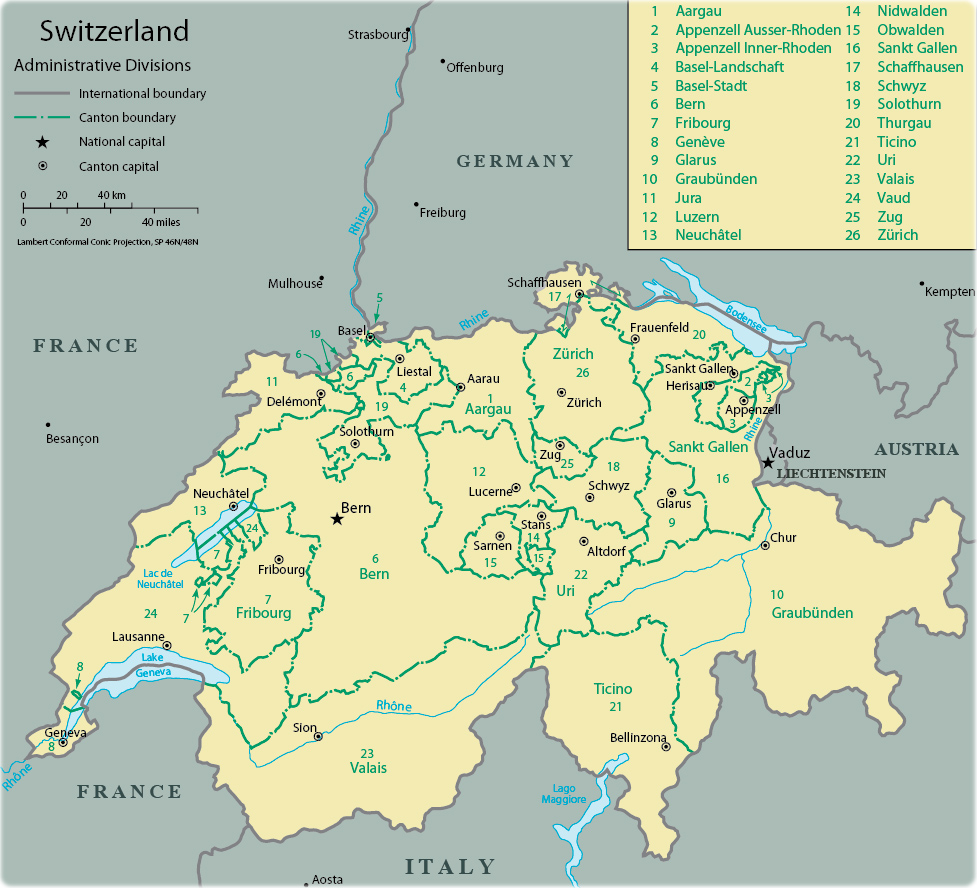 Switzerland
Administrative Divisions
International boundary
Canton boundary
National capital
Canton capital
0 20 40 km
0 20 40 miles
Lambert Conformal Conic Projection, SP 46N/48N
1 Aargau
2 Appenzell Ausser-Rhoden
3 Appenzell Inner-Rhoden
4 Basel-Landschaft
5 Basel-Stadt
6 Bern
7 Fribourg
8 Genève
9 Glarus
10 Graubünden
11 Jura
12 Luzern
13 Neuchâtel
14 Nidwalden
15 Obwalden
16 Sankt Gallen
17 Schaffhausen
18 Schwyz
19 Solothurn
20 Thurgau
21 Ticino
22 Uri
23 Valais
24 Vaud
25 Zug
26 Zürich
Strasbourg
Offenburg
GERMANY
Freiburg
Rhine
Mulhouse
Schaffhausen
17
Kempten
5
Bodensee
Rhine
Basel
19
Frauenfeld
20
FRANCE
6
Zürich
26
Liestal
Sankt Gallen
11
6
4
Aarau
Herisau
2
Delémont
1
Zürich
3
19
Aargau
Appenzell
3
Besançon
Solothurn
Rhine
Sankt Gallen
AUSTRIA
Zug
25
Vaduz
12
18
LIECHTENSTEIN
16
Neuchâtel
Lucerne
Schwyz
13
Bern
Glarus
9
24
Stans
14
Sarnen
Altdorf
Chur
7
15
15
6
Bern
Fribourg
22
Lac de
Neuchâtel
Uri
10
Graubünden
7
Fribourg
24
7
Lausanne
Lake
Geneva
8
Ticino
21
Rhône
Geneva
8
Sion
Bellinzona
23
Valais
Rhône
FRANCE
Lago
Maggiore
ITALY
Aosta